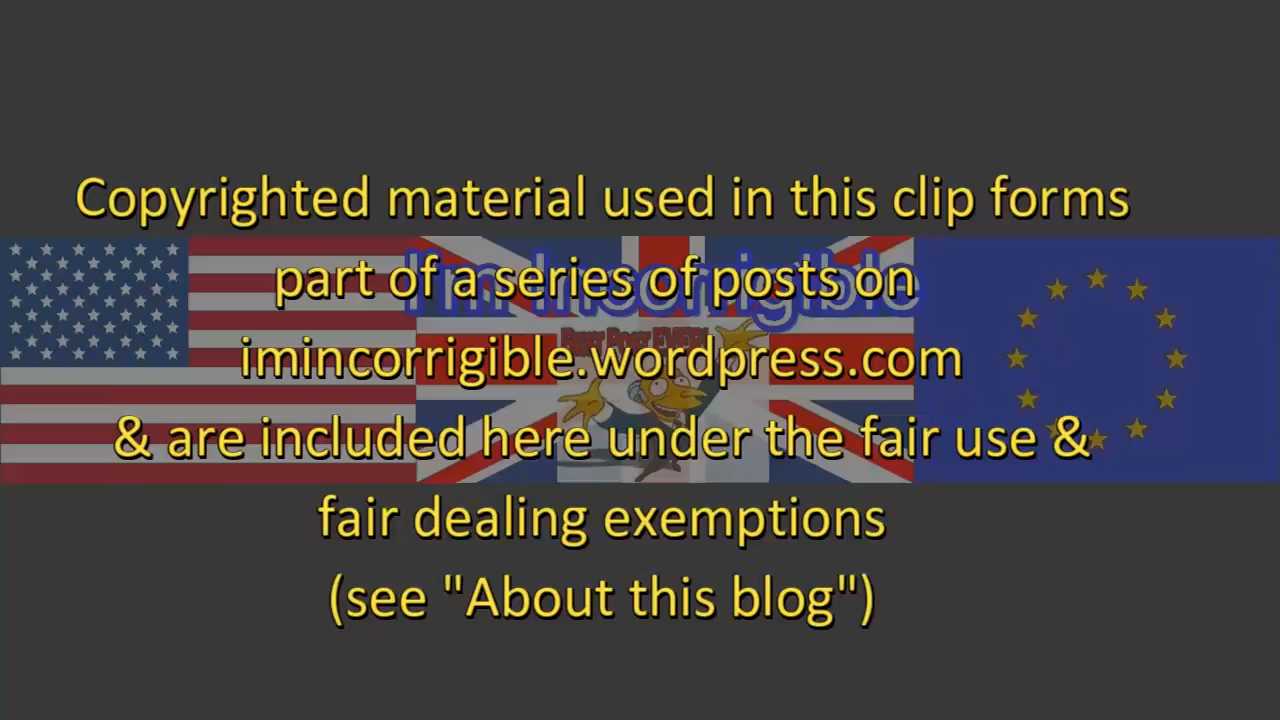 Copyrighted material used in this clip forms
part of a series of posts on
I'm Incorrigible
imincorrigible.wordpress.com
& are included here under the fair use &
fair dealing exemptions
(see "About this blog")